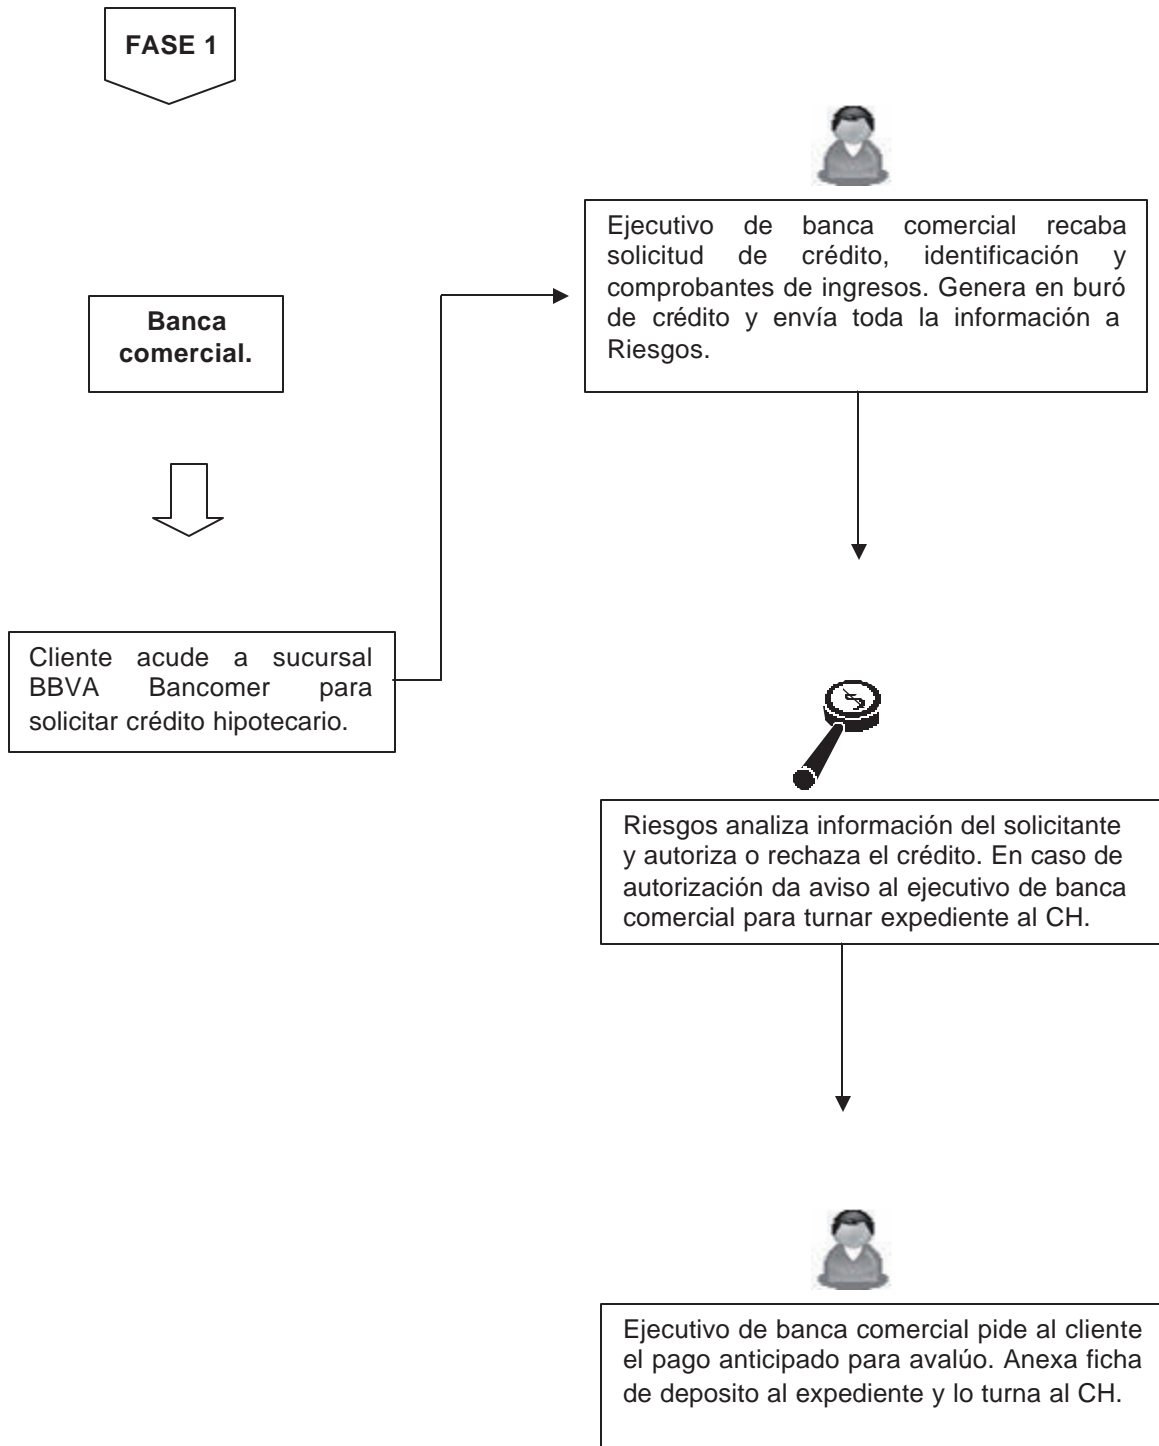 FASE 1
Banca
comercial.
Cliente acude a sucursal
BBVA Bancomer para
solicitar crédito hipotecario.
Ejecutivo de banca comercial recaba
solicitud de crédito, identificación y
comprobantes de ingresos. Genera en buró
de crédito y envía toda la información a
Riesgos.
Riesgos analiza información del solicitante
y autoriza o rechaza el crédito. En caso de
autorización da aviso al ejecutivo de banca
comercial para turnar expediente al CH.
Ejecutivo de banca comercial pide al cliente
el pago anticipado para avalúo. Anexa ficha
de deposito al expediente y lo turna al CH.